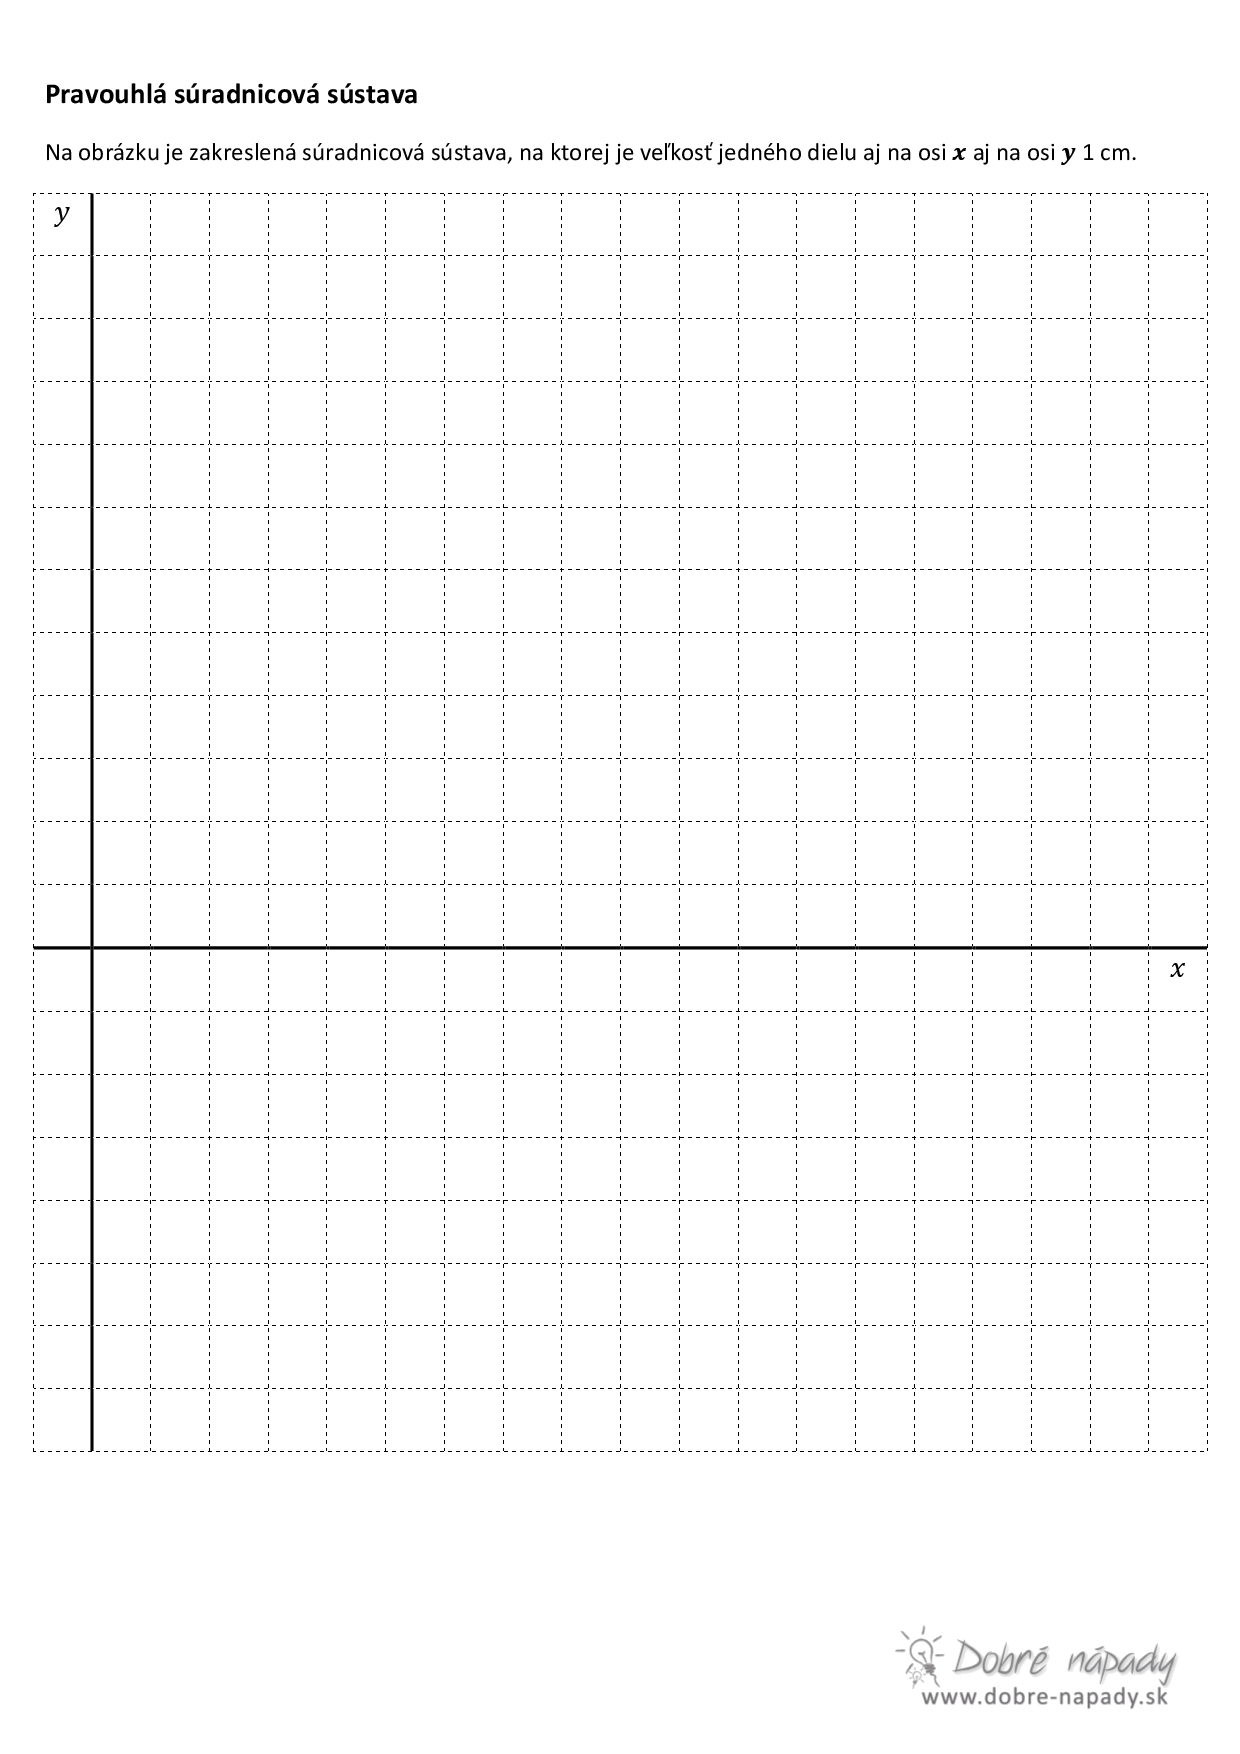 Pravouhlá súradnicová sústava
Na obrázku je zakreslená súradnicová sústava, na ktorej je veľkosť jedného dielu aj na osi x aj na osi y 1 cm.
y
x
Dobré nápady
www.dobre-napady.sk